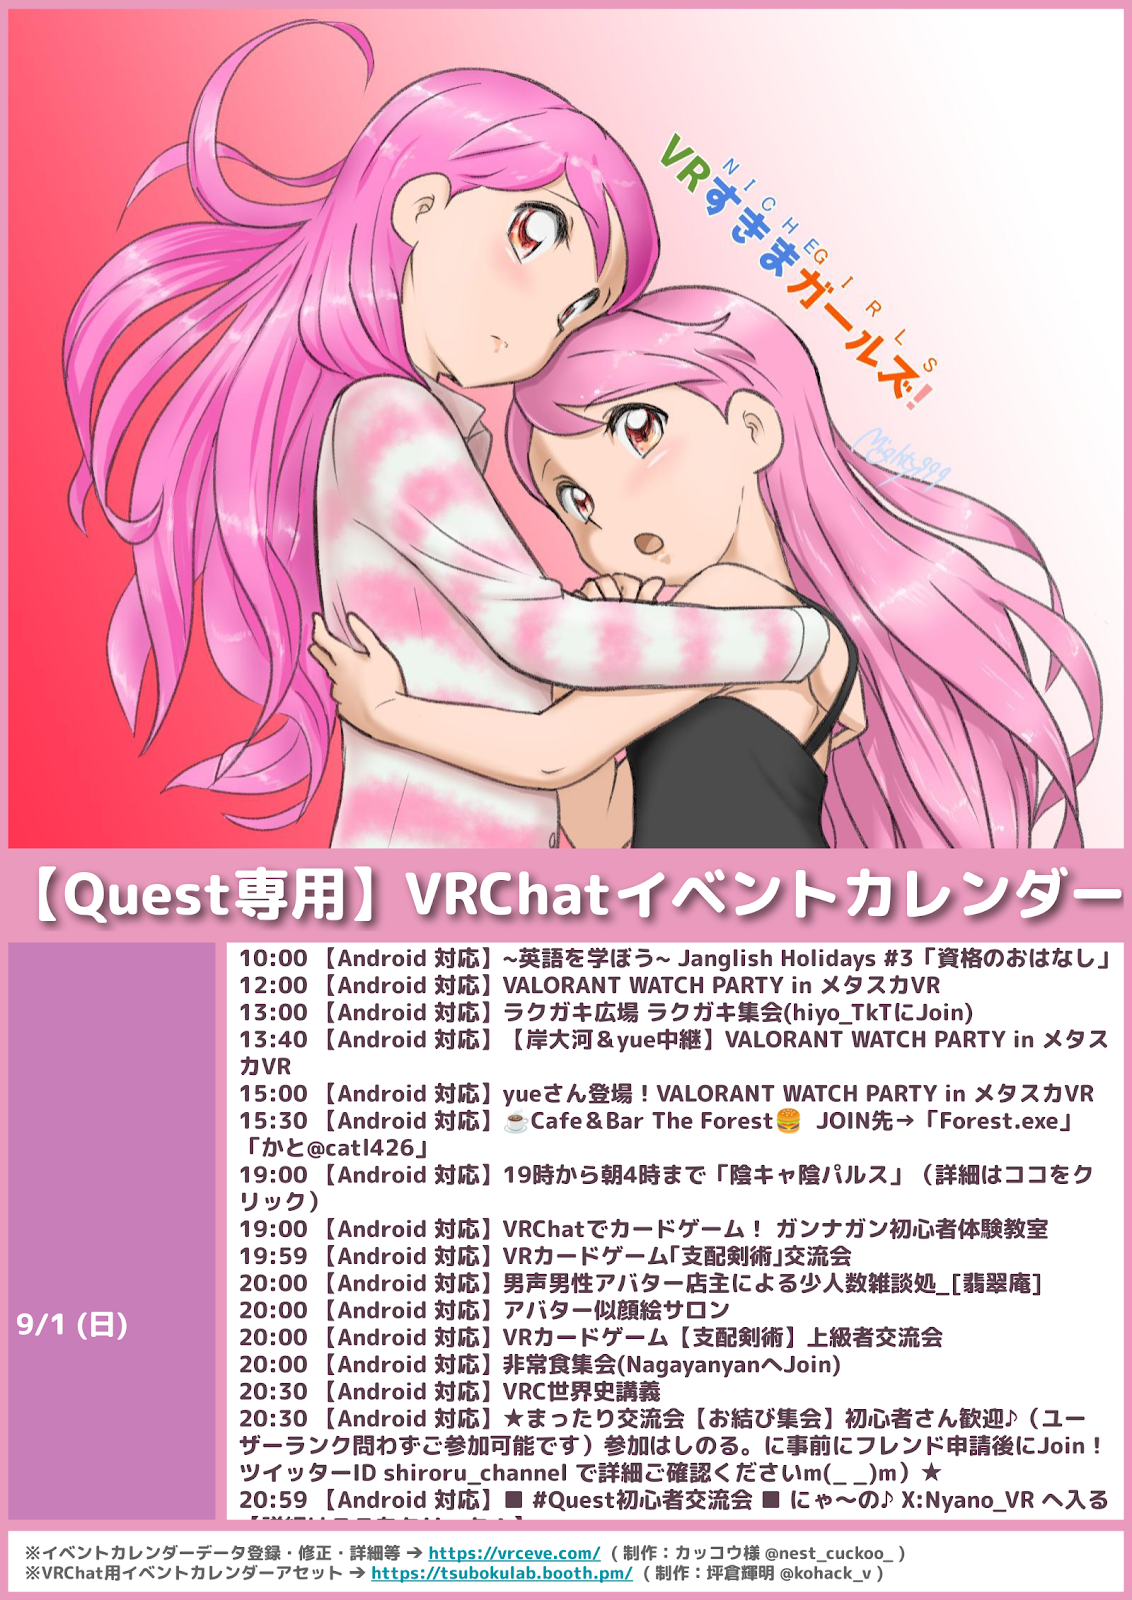 VRすきまガールズ!
NICHEGIRLS
Mighty999
【Quest専用】VRChatイベントカレンダー
9/1 (日)
10:00 【Android 対応】~英語を学ぼう~ Janglish Holidays #3「資格のおはなし」
12:00 【Android 対応】VALORANT WATCH PARTY in メタスカVR
13:00 【Android 対応】ラクガキ広場 ラクガキ集会(hiyo_TkTにJoin)
13:40 【Android 対応】【岸大河＆yue中継】VALORANT WATCH PARTY in メタス
カVR
15:00 【Android 対応】yueさん登場！VALORANT WATCH PARTY in メタスカVR
15:30 【Android 対応】☕Cafe＆Bar The Forest🍔 JOIN先→「Forest.exe」
「かと@catl426」
19:00 【Android 対応】19時から朝4時まで「陰キャ陰パルス」（詳細はココをク
リック）
19:00 【Android 対応】VRChatでカードゲーム！ ガンナガン初心者体験教室
19:59 【Android 対応】VRカードゲーム｢支配剣術｣交流会
20:00 【Android 対応】男声男性アバター店主による少人数雑談処_[翡翠庵]
20:00 【Android 対応】アバター似顔絵サロン
20:00 【Android 対応】VRカードゲーム【支配剣術】上級者交流会
20:00 【Android 対応】非常食集会(NagayanyanへJoin)
20:30 【Android 対応】VRC世界史講義
20:30 【Android 対応】★まったり交流会【お結び集会】初心者さん歓迎♪（ユー
ザーランク問わずご参加可能です）参加はしのる。に事前にフレンド申請後にJoin！
ツイッターID shiroru_channel で詳細ご確認くださいm(_ _)m）★
20:59 【Android 対応】■ #Quest初心者交流会 ■ にゃ～の♪ X:Nyano_VR へ入る
※イベントカレンダーデータ登録・修正・詳細等 → https://vrceve.com/ ( 制作：カッコウ様 @nest_cuckoo_ )
※VRChat用イベントカレンダーアセット → https://tsubokulab.booth.pm/ ( 制作：坪倉輝明 @kohack_v )